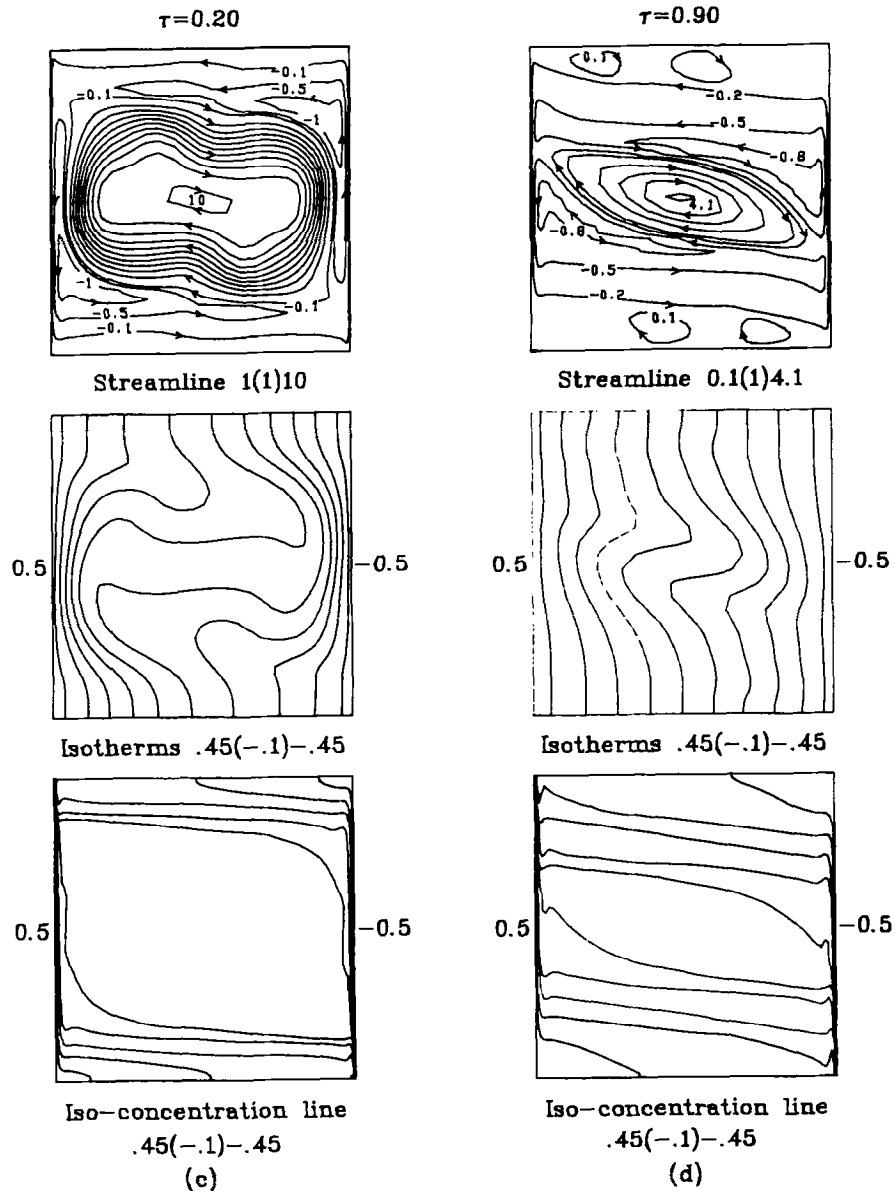 τ=0.20
-0.1
-0.5
-0.1
-1
10
-1
-0.1
-0.5
-0.1
Streamline 1(1)10
0.5
-0.5
Isotherms .45(-.1)-.45
0.5
-0.5
Iso-concentration line
.45(-.1)-.45
(c)
τ=0.90
0.1
-0.2
-0.5
-0.8
4.1
-0.8
-0.5
-0.2
0.1
Streamline 0.1(1)4.1
0.5
-0.5
Isotherms .45(-.1)-.45
0.5
-0.5
Iso-concentration line
.45(-.1)-.45
(d)